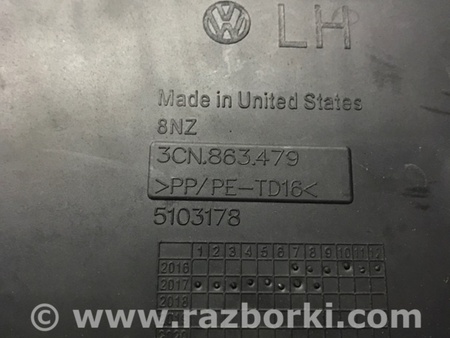 VW LH
Made in United States
8NZ
3CN.863.479
>PP/PE-TD16<
5103178
1 2 3 4 5 6 7 8 9 10 11 12
2016
2017
2018
© www.razborki.com